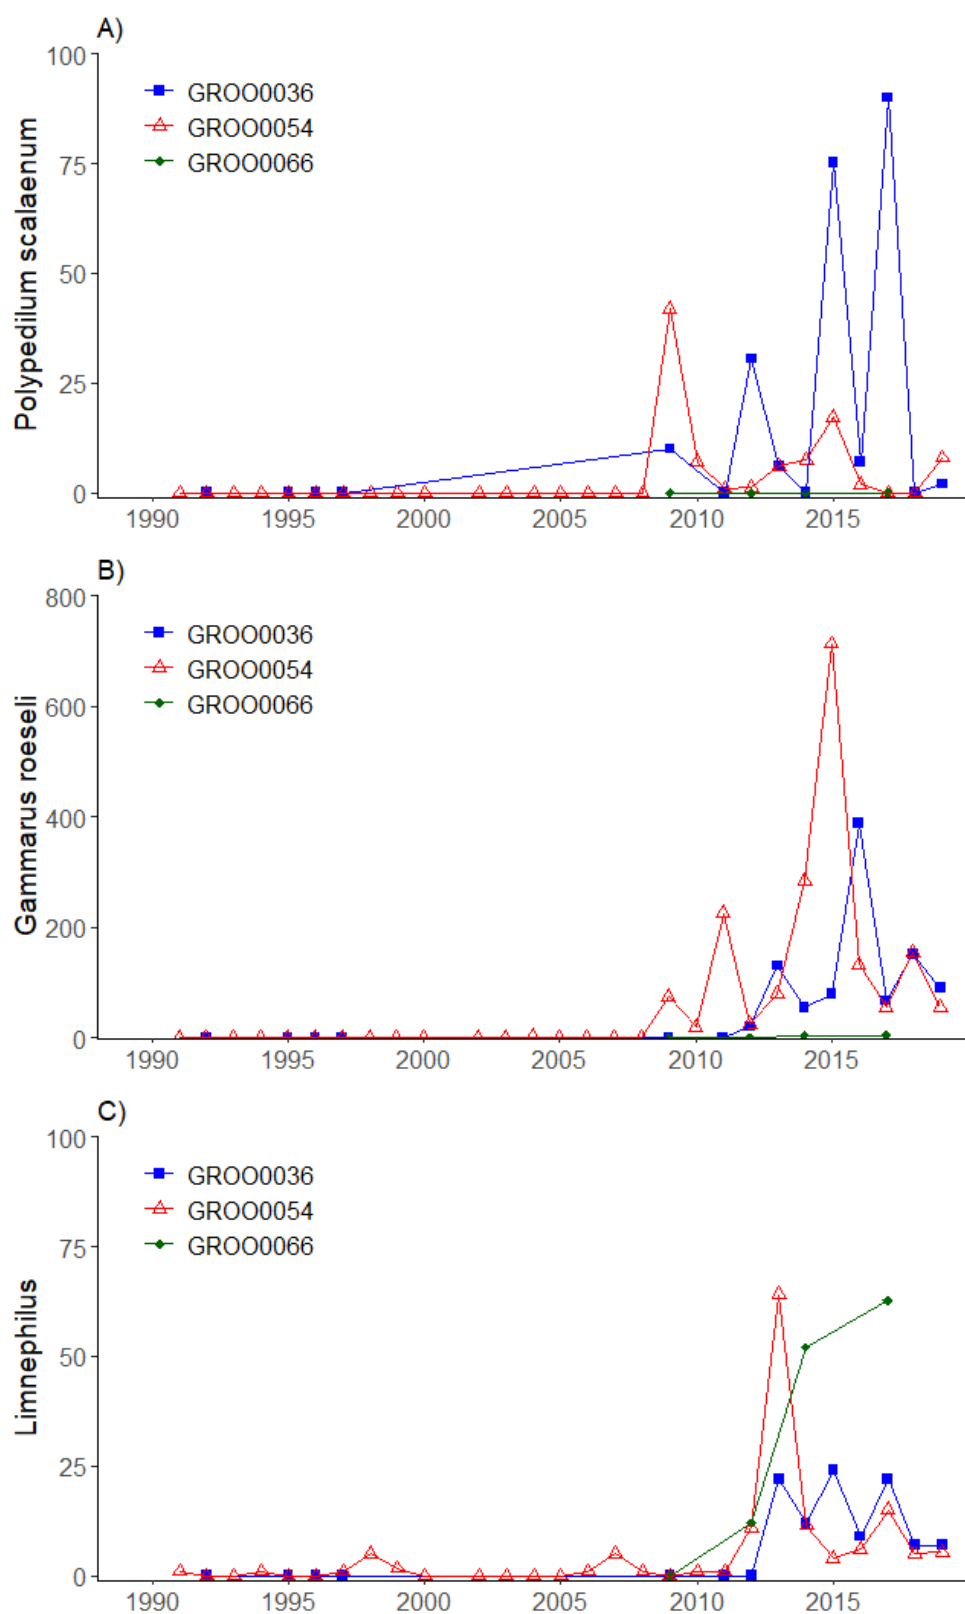 A)
Polypedilum scalaenum
100
75
50
25
0
GROO0036
GROO0054
GROO0066
1990 1995 2000 2005 2010 2015
B)
Gammarus roeseli
800
600
400
200
0
GROO0036
GROO0054
GROO0066
1990 1995 2000 2005 2010 2015
C)
Limnephilus
100
75
50
25
0
GROO0036
GROO0054
GROO0066
1990 1995 2000 2005 2010 2015